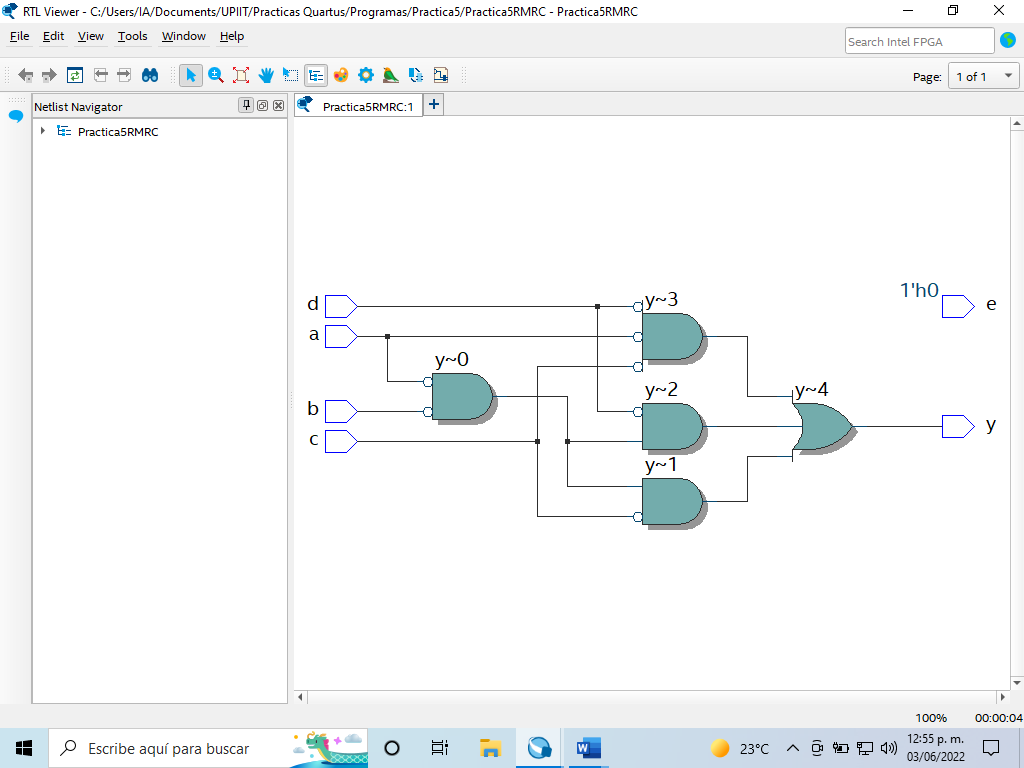 RTL Viewer - C:/Users/IA/Documents/UPIIT/Practicas Quartus/Programas/Practica5/Practica5RMRC - Practica5RMRC
File Edit View Tools Window Help
Search Intel FPGA
Page: 1 of 1
Netlist Navigator
Practica5RMRC:1
Practica5RMRC
1'h0
e
d
y~3
a
y~0
y~2
y~4
b
y
c
y~1
100% 00:00:04
Escribe aquí para buscar
23°C
12:55 p. m.
03/06/2022